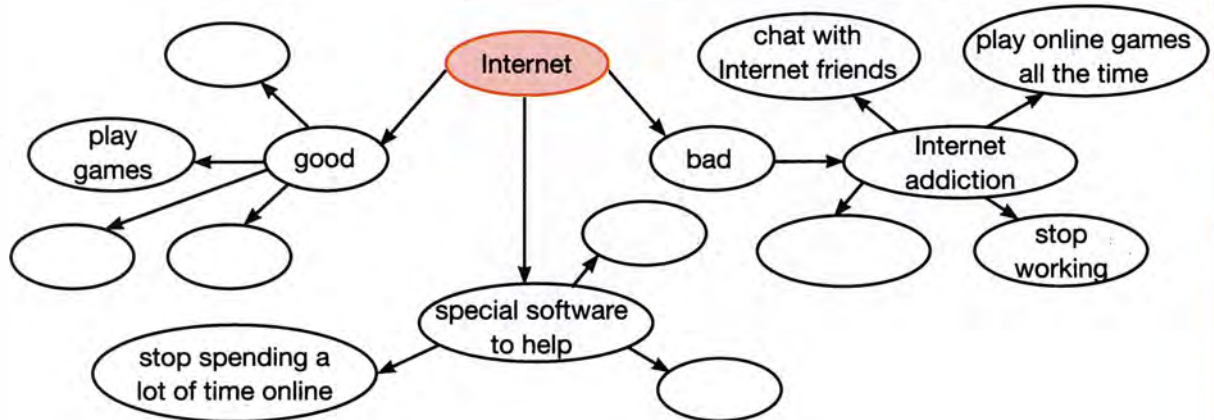 Internet
chat with
Internet friends
play online games
all the time
play
games
good
bad
Internet
addiction
stop
working
special software
to help
stop spending a
lot of time online